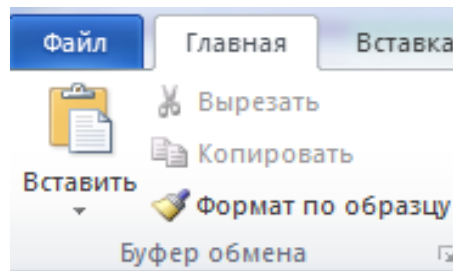 Файл Главная Вставка
Вырезать
Копировать
Вставить
Формат по образцу
Буфер обмена